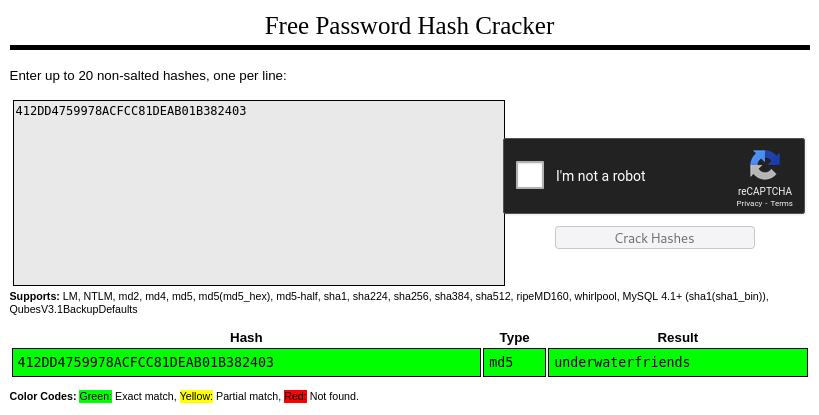 Free Password Hash Cracker
Enter up to 20 non-salted hashes, one per line:
412DD4759978ACFCC81DEAB01B382403
I'm not a robot
reCAPTCHA
Privacy - Terms
Crack Hashes
Supports: LM, NTLM, md2, md4, md5, md5(md5_hex), md5-half, sha1, sha224, sha256, sha384, sha512, ripeMD160, whirlpool, MySQL 4.1+ (sha1(sha1_bin)),
QubesV3.1BackupDefaults
Hash Type Result
412DD4759978ACFCC81DEAB01B382403 md5 underwaterfriends
Color Codes: Green: Exact match, Yellow: Partial match, Red: Not found.